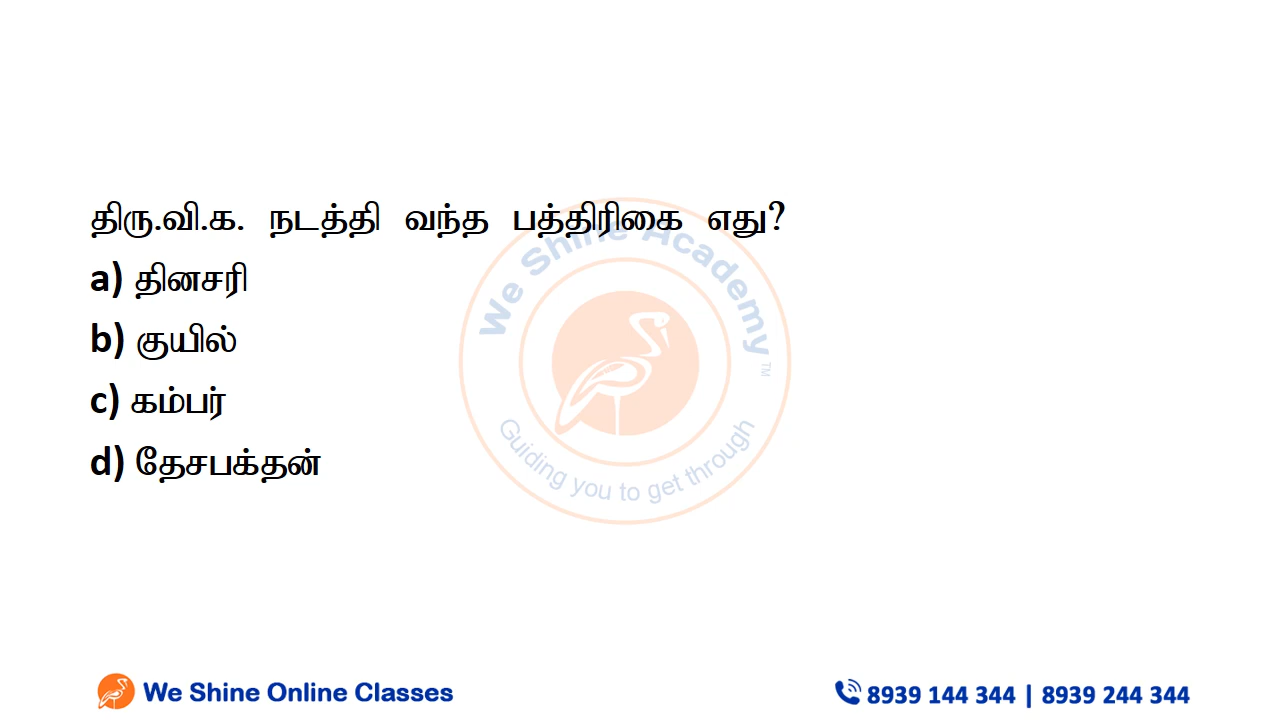 திரு.வி.க. நடத்தி வந்த பத்திரிகை எது?
a) தினசரி
b) குயில்
c) கம்பர்
d) தேசபக்தன்
We Shine Academy TM
Guiding you to get through
We Shine Online Classes
8939 144 344 | 8939 244 344